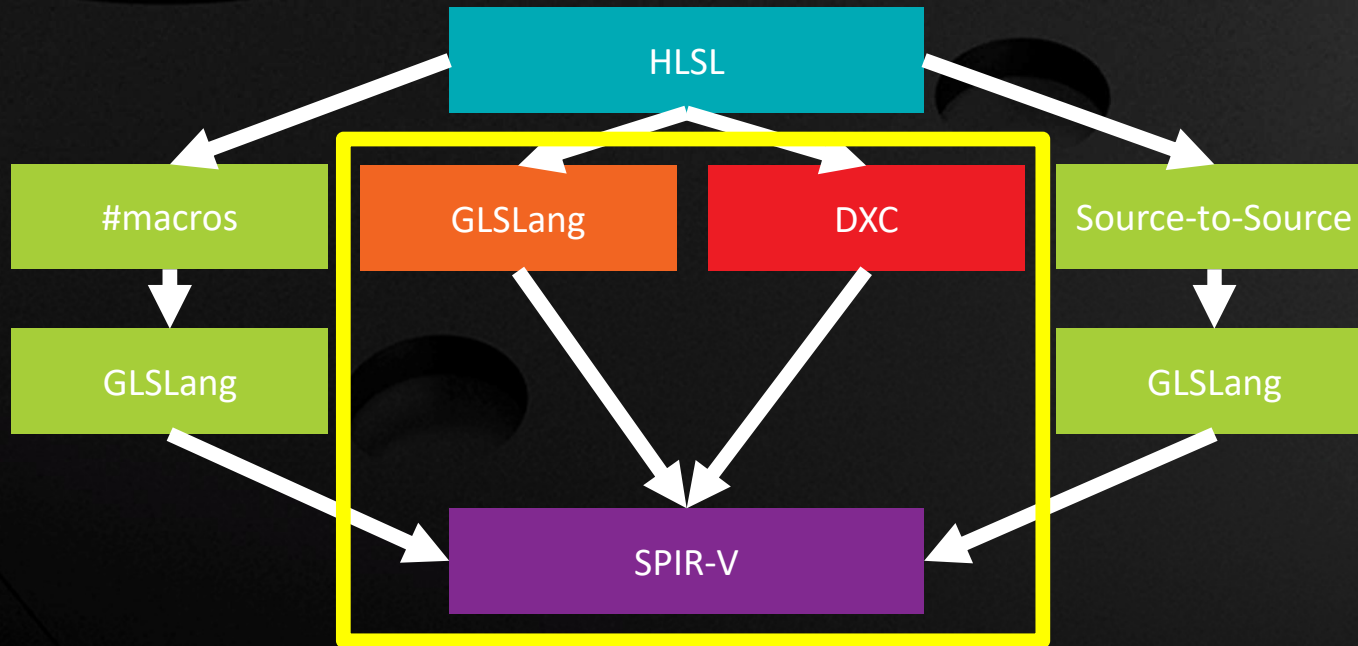 HLSL
#macros
GLSLang
DXC
Source-to-Source
GLSLang
GLSLang
SPIR-V